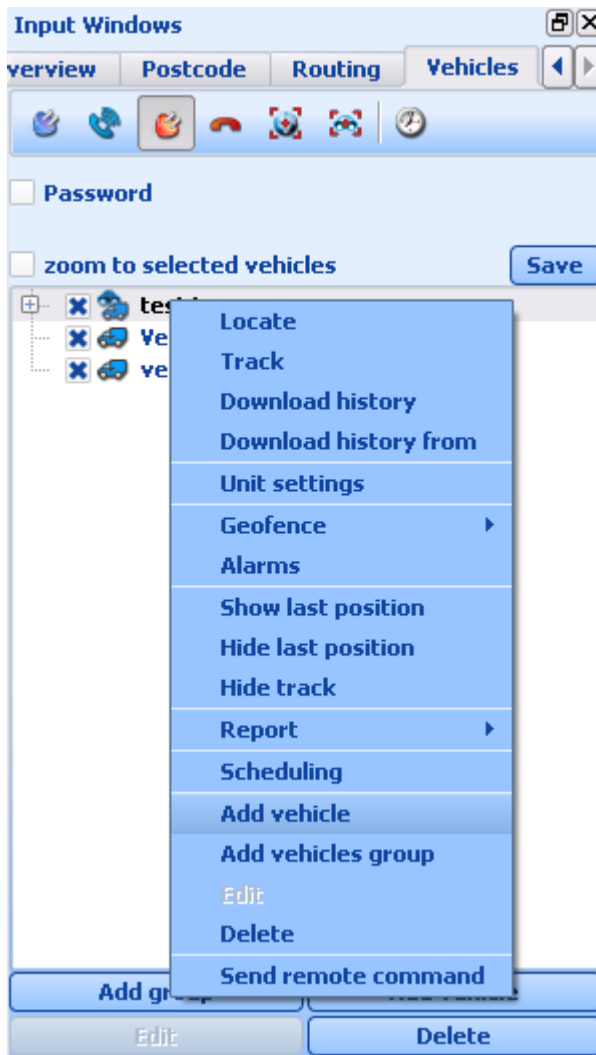 Input Windows
verview Postcode Routing Vehicles
Password
zoom to selected vehicles Save
Locate
Track
Download history
Download history from
Unit settings
Geofence
Alarms
Show last position
Hide last position
Hide track
Report
Scheduling
Add vehicle
Add vehicles group
Edit
Delete
Send remote command
Add
Edit Delete